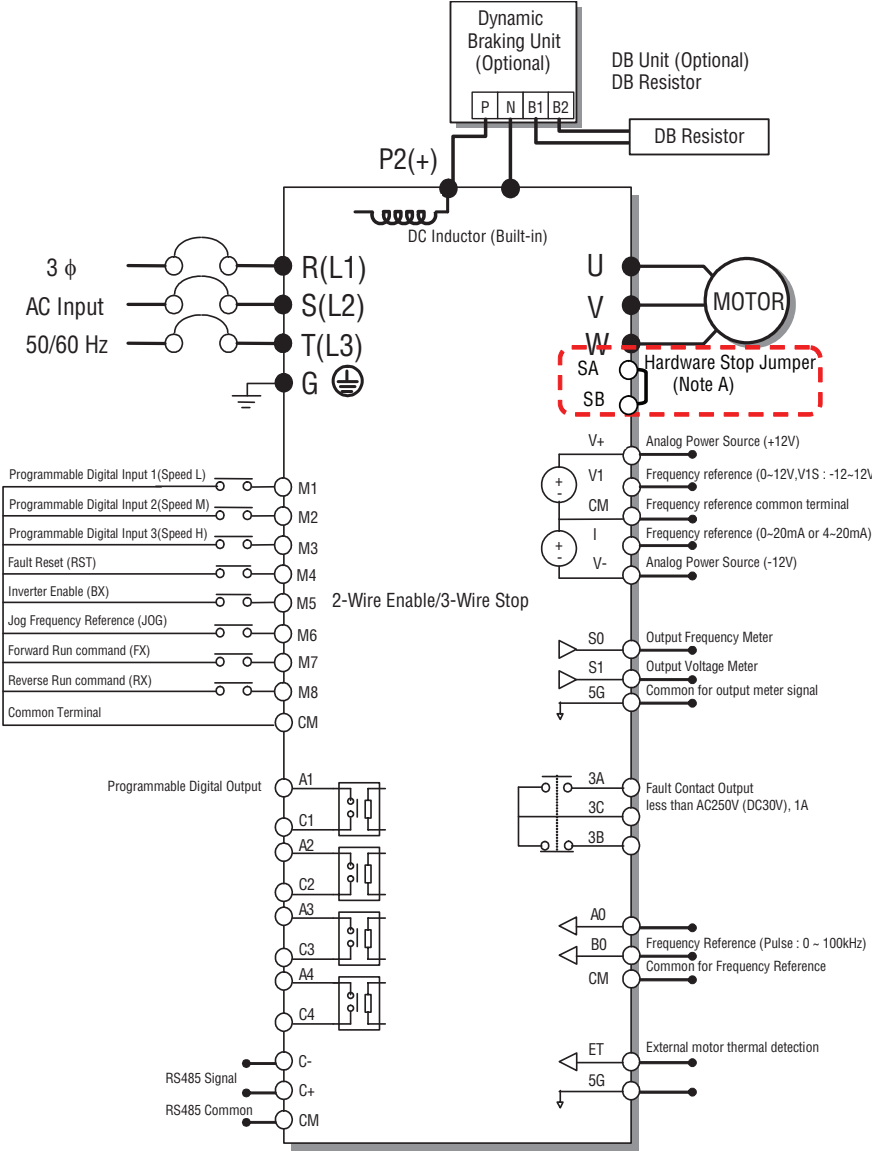 Dynamic
Braking Unit
(Optional)
DB Unit (Optional)
DB Resistor
P N B1 B2
DB Resistor
P2(+)
DC Inductor (Built-in)
3 ϕ
AC Input
50/60 Hz
R(L1)
S(L2)
T(L3)
G
U
V
W
MOTOR
SA
SB
Hardware Stop Jumper
(Note A)
V+ Analog Power Source (+12V)
V1 Frequency reference (0~12V,V1S : -12~12V
CM Frequency reference common terminal
I Frequency reference (0~20mA or 4~20mA)
V- Analog Power Source (-12V)
+
-
+
-
Programmable Digital Input 1(Speed L) M1
Programmable Digital Input 2(Speed M) M2
Programmable Digital Input 3(Speed H) M3
Fault Reset (RST) M4
Inverter Enable (BX) M5
2-Wire Enable/3-Wire Stop
Jog Frequency Reference (JOG) M6
Forward Run command (FX) M7
Reverse Run command (RX) M8
Common Terminal CM
S0 Output Frequency Meter
S1 Output Voltage Meter
5G Common for output meter signal
Programmable Digital Output A1
C1
A2
C2
A3
C3
A4
C4
3A Fault Contact Output
less than AC250V (DC30V), 1A
3C
3B
A0
B0 Frequency Reference (Pulse : 0 ~ 100kHz)
CM Common for Frequency Reference
RS485 Signal
C-
C+
RS485 Common
CM
ET External motor thermal detection
5G